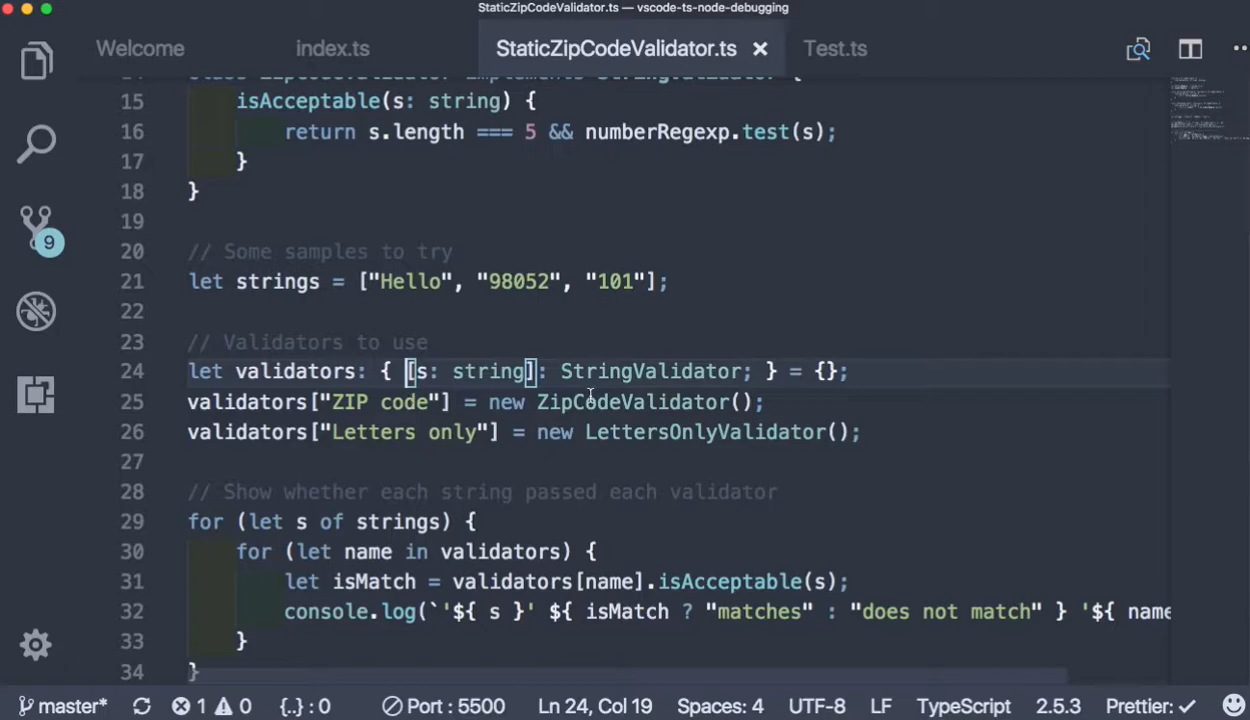 StaticZipCodeValidator.ts — vscode-ts-node-debugging
Welcome index.ts StaticZipCodeValidator.ts × Test.ts
15 isAcceptable(s: string) {
16 return s.length === 5 && numberRegexp.test(s);
17 }
18 }
19
20 // Some samples to try
21 let strings = ["Hello", "98052", "101"];
22
23 // Validators to use
24 let validators: { [s: string]: StringValidator; } = {};
25 validators["ZIP code"] = new ZipCodeValidator();
26 validators["Letters only"] = new LettersOnlyValidator();
27
28 // Show whether each string passed each validator
29 for (let s of strings) {
30 for (let name in validators) {
31 let isMatch = validators[name].isAcceptable(s);
32 console.log(`'${ s }' ${ isMatch ? "matches" : "does not match" } '${ name
33 }
34 }
9
master* 1 0 {..} : 0 Port : 5500 Ln 24, Col 19 Spaces: 4 UTF-8 LF TypeScript 2.5.3 Prettier: ✓